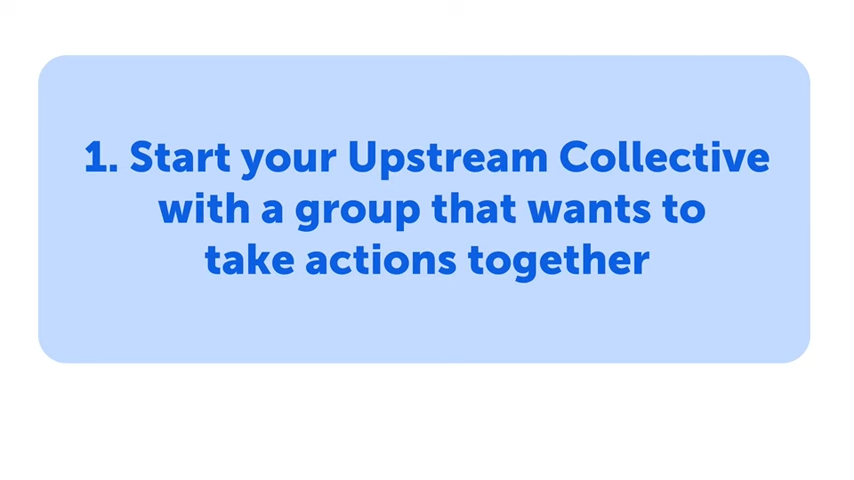 1. Start your Upstream Collective
with a group that wants to
take actions together